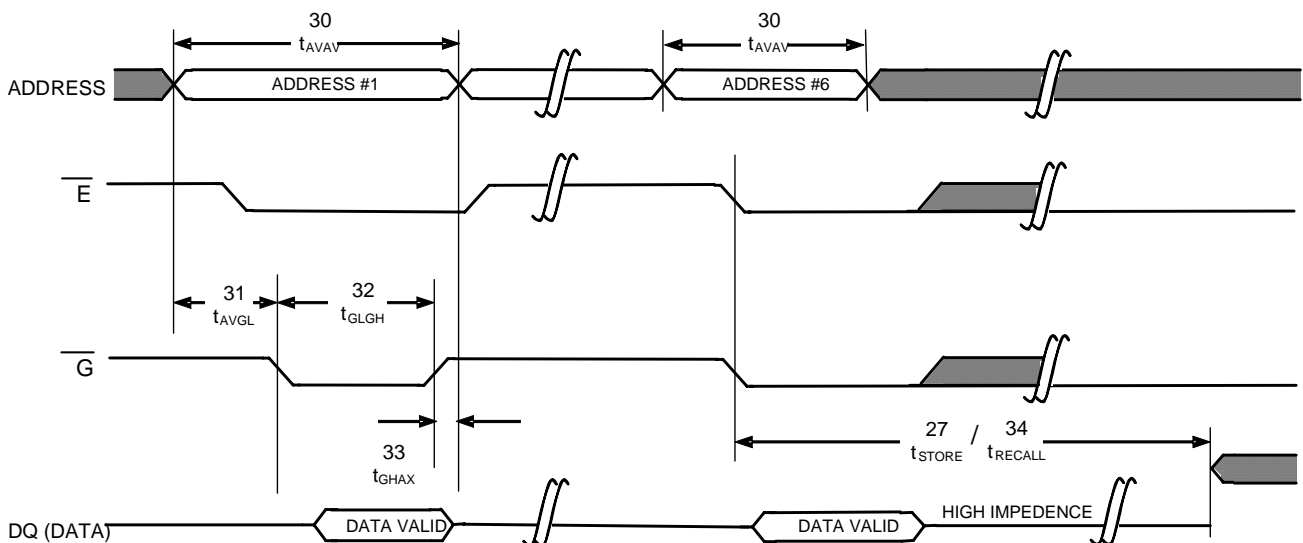 30
tAVAV
30
tAVAV
ADDRESS
ADDRESS #1
ADDRESS #6
E
31
tAVGL
32
tGLGH
G
33
tGHAX
27 / 34
tSTORE tRECALL
DQ (DATA)
DATA VALID
DATA VALID
HIGH IMPEDENCE